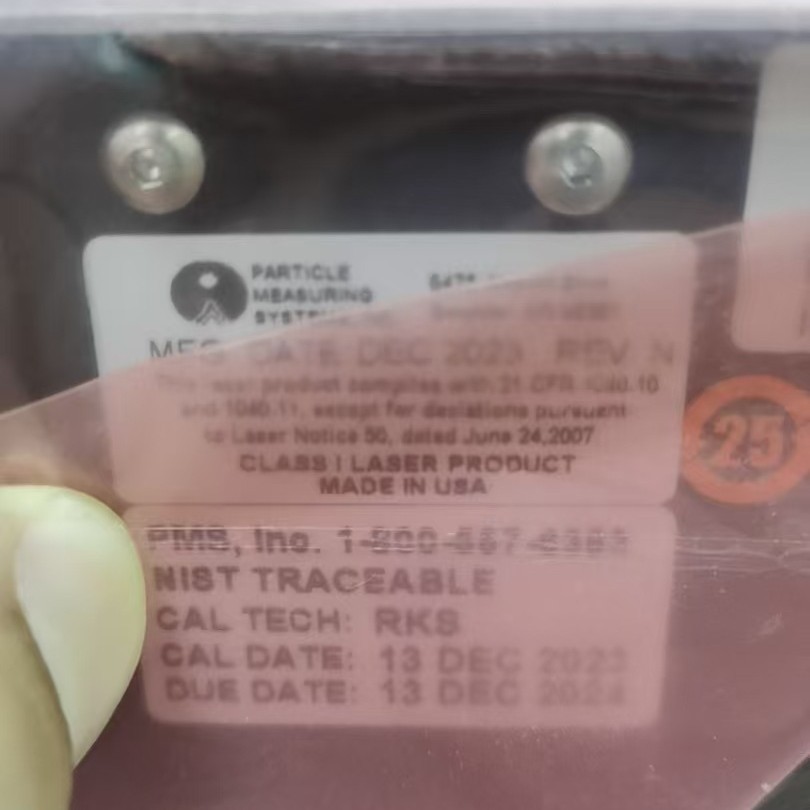 PARTICLE
MEASURING
MFG. DATE DEC 2023 REV N
This laser product complies with 21 CFR 1040.10
and 1040.11, except for deviations pursuant
to Laser Notice 50, dated June 24,2007
CLASS I LASER PRODUCT
MADE IN USA
25
PMS, Inc.
NIST TRACEABLE
CAL TECH: RKS
CAL DATE: 13 DEC 2023
DUE DATE: 13 DEC 2024